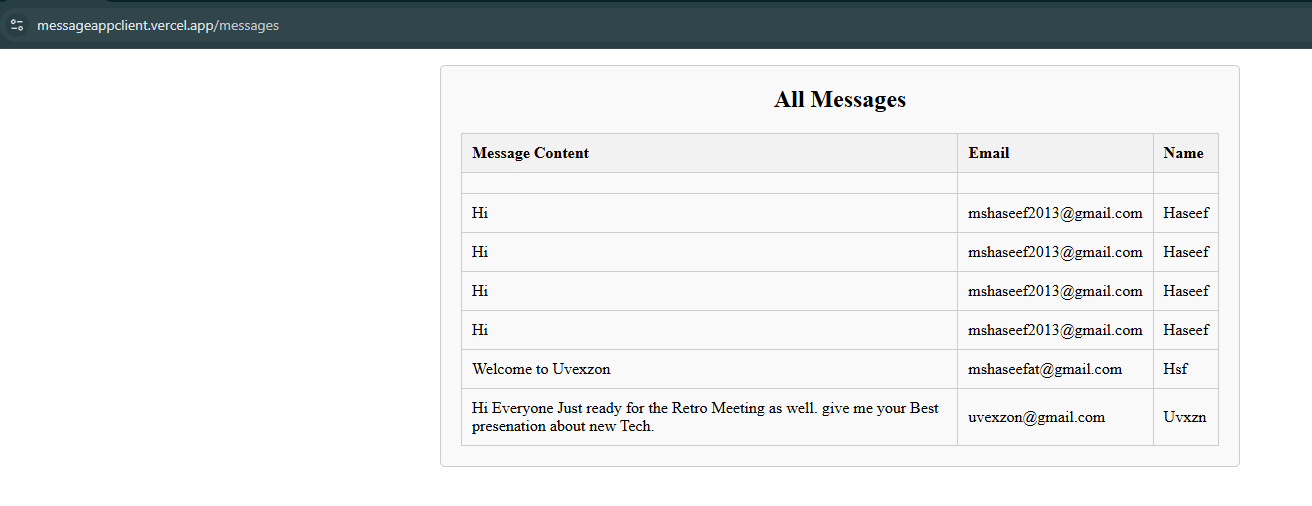 messageappclient.vercel.app/messages
All Messages
Message Content Email Name
Hi mshaseef2013@gmail.com Haseef
Hi mshaseef2013@gmail.com Haseef
Hi mshaseef2013@gmail.com Haseef
Hi mshaseef2013@gmail.com Haseef
Welcome to Uvexzon mshaseefat@gmail.com Hsf
Hi Everyone Just ready for the Retro Meeting as well. give me your Best
presenation about new Tech.
uvexzon@gmail.com Uvxzn